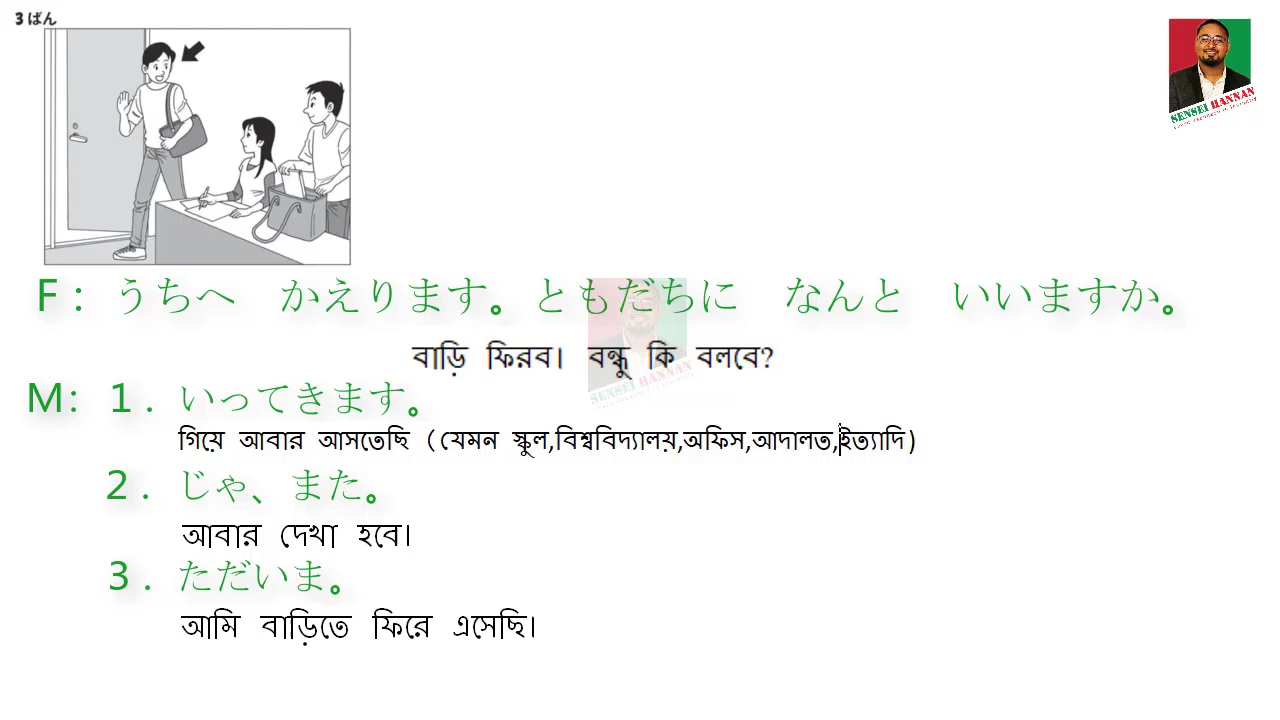 3 ばん
SENSEI HANNAN
F : うちへ かえります。ともだちに なんと いいますか。
বাড়ি ফিরব। বন্ধু কি বলবে?
SENSEI HANNAN
M: 1 . いってきます。
গিয়ে আবার আসতেছি (যেমন স্কুল,বিশ্ববিদ্যালয়,অফিস,আদালত,ইত্যাদি)
2 . じゃ、また。
আবার দেখা হবে।
3 . ただいま。
আমি বাড়িতে ফিরে এসেছি।